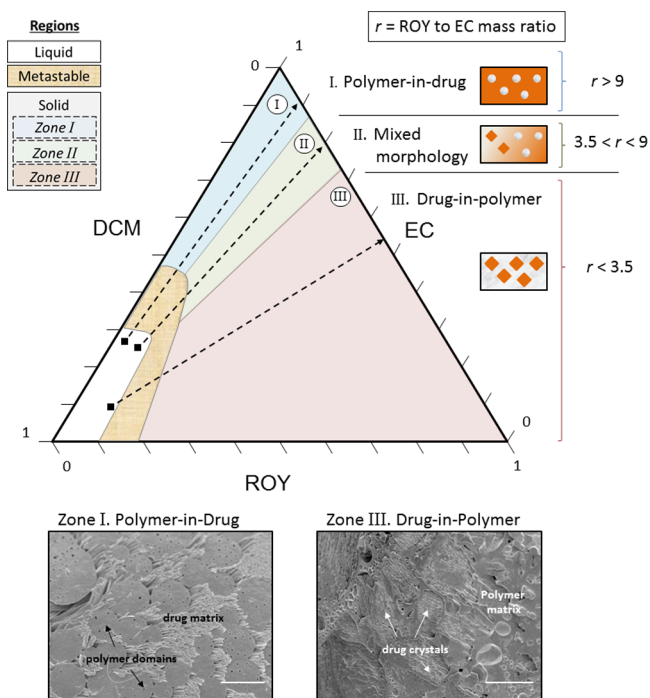 Regions
Liquid
Metastable
Solid
Zone I
Zone II
Zone III
r = ROY to EC mass ratio
1
0
I
II
III
I. Polymer-in-drug
r > 9
II. Mixed
morphology
3.5 < r < 9
III. Drug-in-polymer
r < 3.5
DCM
EC
1
0
0
1
ROY
Zone I. Polymer-in-Drug
Zone III. Drug-in-Polymer
drug matrix
polymer domains
Polymer
matrix
drug crystals